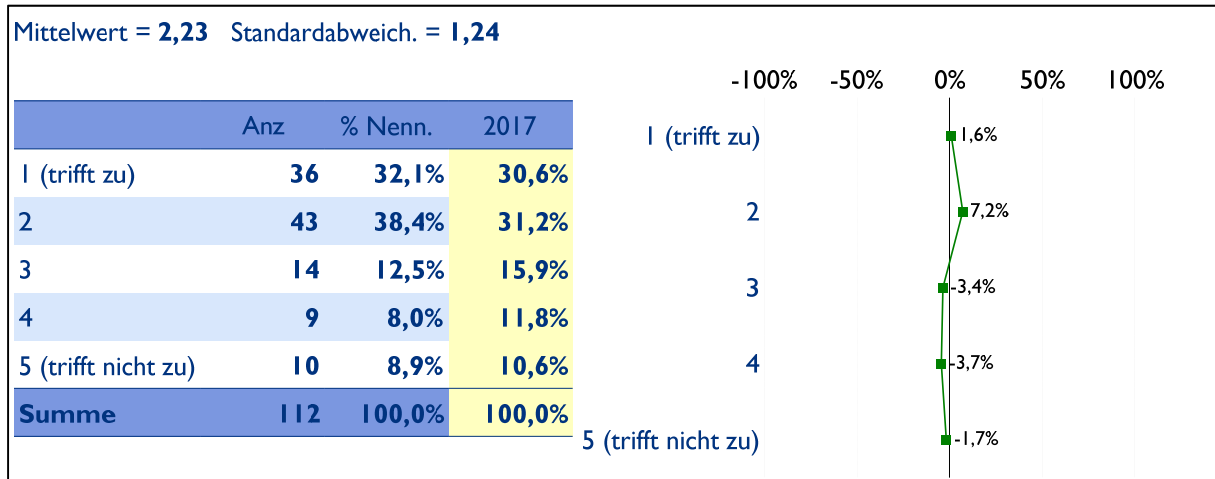 Mittelwert = 2,23 Standardabweich. = 1,24
Anz % Nenn. 2017
1 (trifft zu) 36 32,1% 30,6%
2 43 38,4% 31,2%
3 14 12,5% 15,9%
4 9 8,0% 11,8%
5 (trifft nicht zu) 10 8,9% 10,6%
Summe 112 100,0% 100,0%
-100% -50% 0% 50% 100%
1 (trifft zu) 1,6%
2 7,2%
3 -3,4%
4 -3,7%
5 (trifft nicht zu) -1,7%